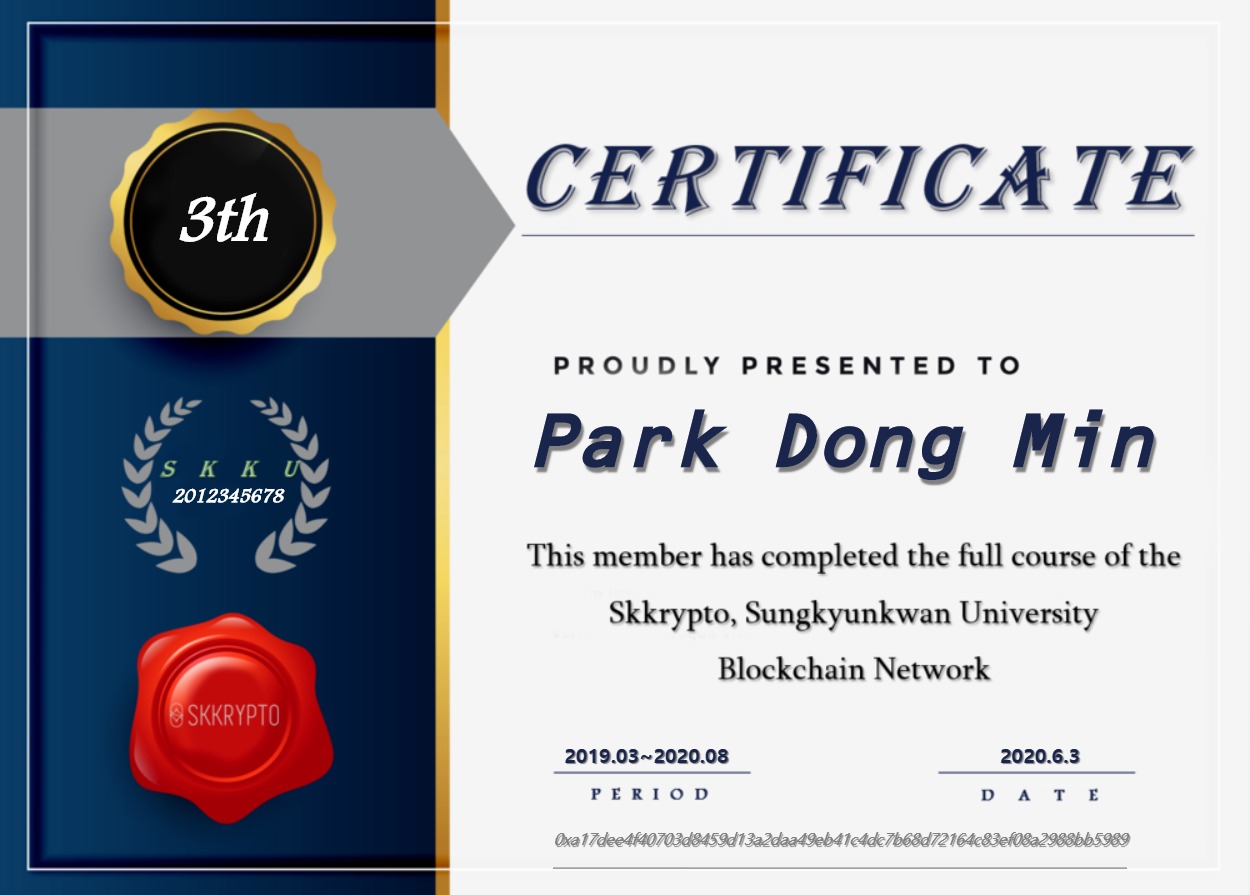 CERTIFICATE
3th
PROUDLY PRESENTED TO
Park Dong Min
S K K U
2012345678
This member has completed the full course of the
Skkrypto, Sungkyunkwan University
Blockchain Network
SKKRYPTO
2019.03~2020.08
2020.6.3
PERIOD
DATE
0xa17dee4f40703d8459d13a2daa49eb41c4dc7b68d72164c83ef08a2988bb5989